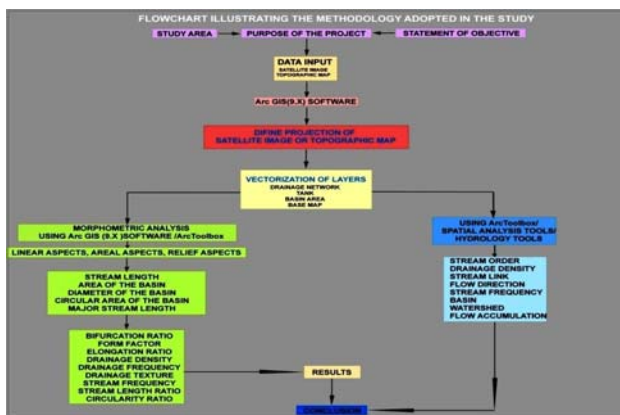 FLOWCHART ILLUSTRATING THE METHODOLOGY ADOPTED IN THE STUDY
STUDY AREA
PURPOSE OF THE PROJECT
STATEMENT OF OBJECTIVE
DATA INPUT
SATELLITE IMAGE
TOPOGRAPHIC MAP
Arc GIS(9.X) SOFTWARE
DIFINE PROJECTION OF
SATELLITE IMAGE OR TOPOGRAPHIC MAP
VECTORIZATION OF LAYERS
DRAINAGE NETWORK
TANK
BASIN AREA
BASE MAP
MORPHOMETRIC ANALYSIS
USING Arc GIS (9.X )SOFTWARE /ArcToolbox
LINEAR ASPECTS, AREAL ASPECTS, RELIEF ASPECTS
STREAM LENGTH
AREA OF THE BASIN
DIAMETER OF THE BASIN
CIRCULAR AREA OF THE BASIN
MAJOR STREAM LENGTH
BIFURCATION RATIO
FORM FACTOR
ELONGATION RATIO
DRAINAGE DENSITY
DRAINAGE FREQUENCY
DRAINAGE TEXTURE
STREAM FREQUENCY
STREAM LENGTH RATIO
CIRCULARITY RATIO
USING ArcToolbox/
SPATIAL ANALYSIS TOOLS/
HYDROLOGY TOOLS
STREAM ORDER
DRAINAGE DENSITY
STREAM LINK
FLOW DIRECTION
STREAM FREQUENCY
BASIN
WATERSHED
FLOW ACCUMULATION
RESULTS
CONCLUSION